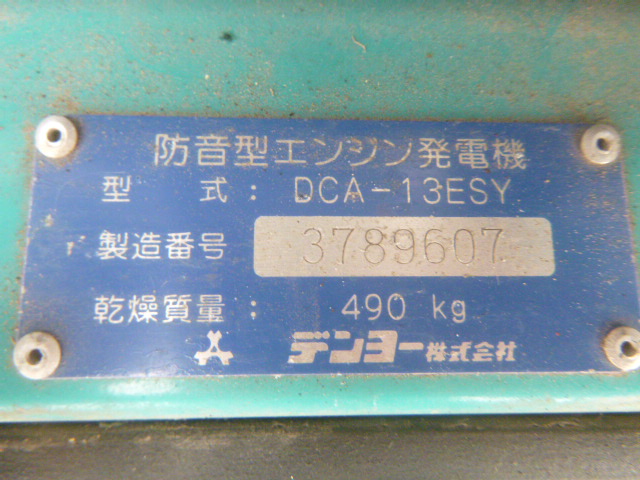 防音型エンジン発電機
型 式: DCA-13ESY
製造番号 3789607
乾燥質量: 490 kg
デンヨー株式会社